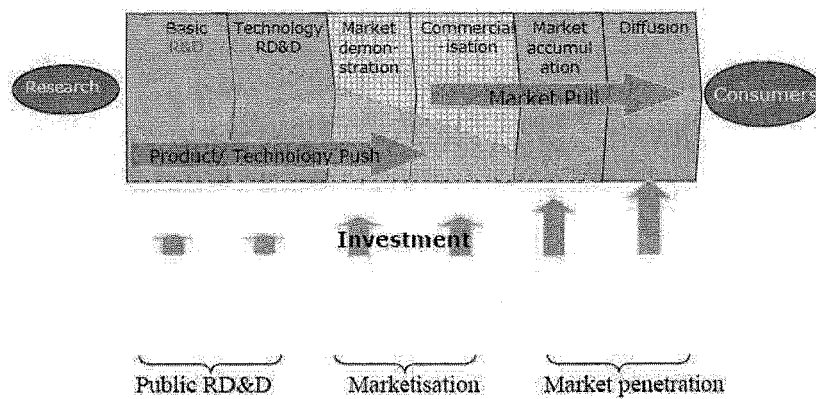 Basic
R&D
Technology
RD&D
Market
demon-
stration
Commercial
-isation
Market
accumul
ation
Diffusion
Research
Market Pull
Consumers
Product/ Technology Push
Investment
Public RD&D
Marketisation
Market penetration